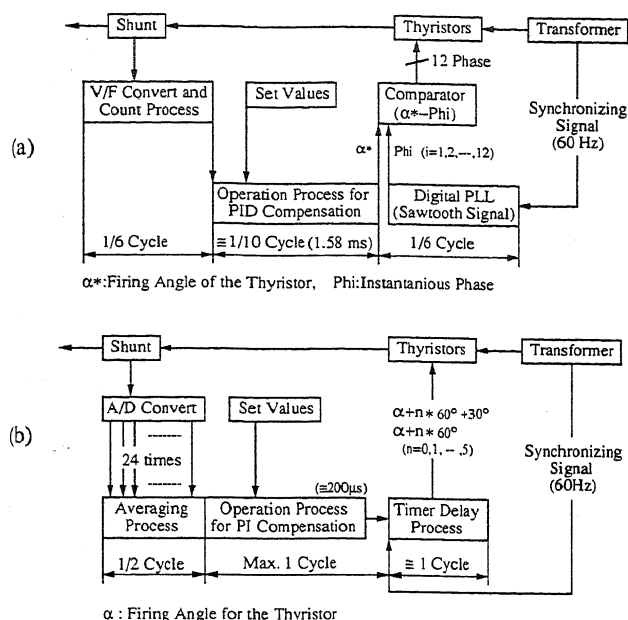 Shunt
Thyristors
Transformer
12 Phase
V/F Convert and
Count Process
Set Values
Comparator
(α*-Phi)
Synchronizing
Signal
(60 Hz)
(a)
α*
Phi (i=1,2,---,12)
Operation Process for
PID Compensation
Digital PLL
(Sawtooth Signal)
1/6 Cycle
≅1/10 Cycle (1.58 ms)
1/6 Cycle
α*:Firing Angle of the Thyristor, Phi:Instantanious Phase
Shunt
Thyristors
Transformer
A/D Convert
Set Values
α+n * 60° +30°
α+n * 60°
(n=0,1, - - ,5)
(b)
24 times
Synchronizing
Signal
(60Hz)
(≅200μs)
Averaging
Process
Operation Process
for PI Compensation
Timer Delay
Process
1/2 Cycle
Max. 1 Cycle
≅ 1 Cycle
α : Firing Angle for the Thyristor